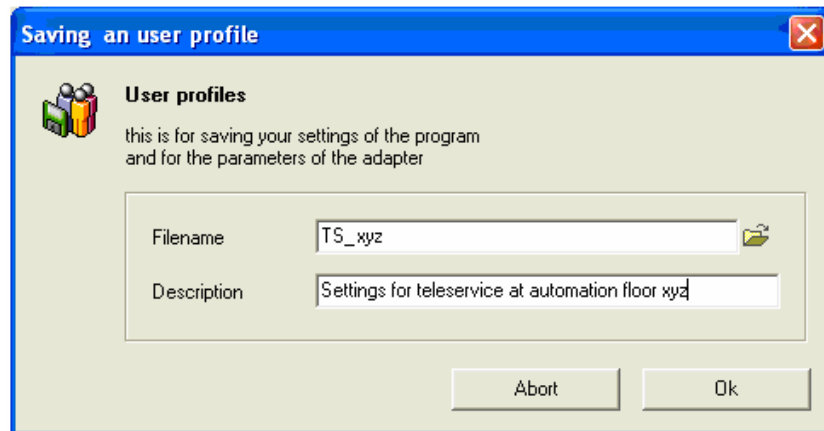 Saving an user profile
User profiles
this is for saving your settings of the program
and for the parameters of the adapter
Filename TS_xyz
Description Settings for teleservice at automation floor xyz
Abort Ok